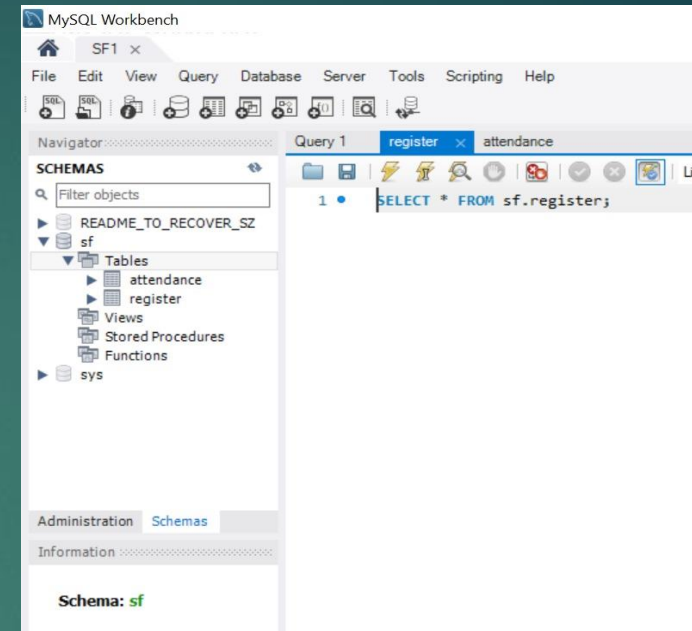 MySQL Workbench
SF1
File Edit View Query Database Server Tools Scripting Help
Navigator
SCHEMAS
Filter objects
README_TO_RECOVER_SZ
sf
Tables
attendance
register
Views
Stored Procedures
Functions
sys
Administration Schemas
Information
Schema: sf
Query 1 register attendance
1 SELECT * FROM sf.register;